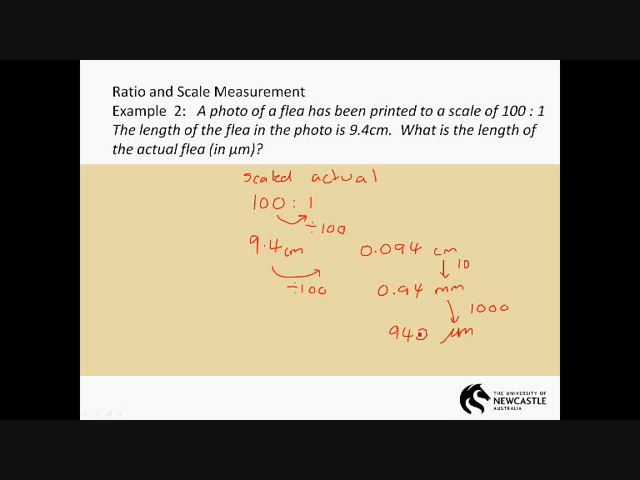 Ratio and Scale Measurement
Example 2: A photo of a flea has been printed to a scale of 100 : 1
The length of the flea in the photo is 9.4cm. What is the length of
the actual flea (in µm)?
scaled actual
100 : 1
÷100
9.4 cm 0.094 cm
10
÷100 0.94 mm
1000
940 µm
THE UNIVERSITY OF
NEWCASTLE
AUSTRALIA